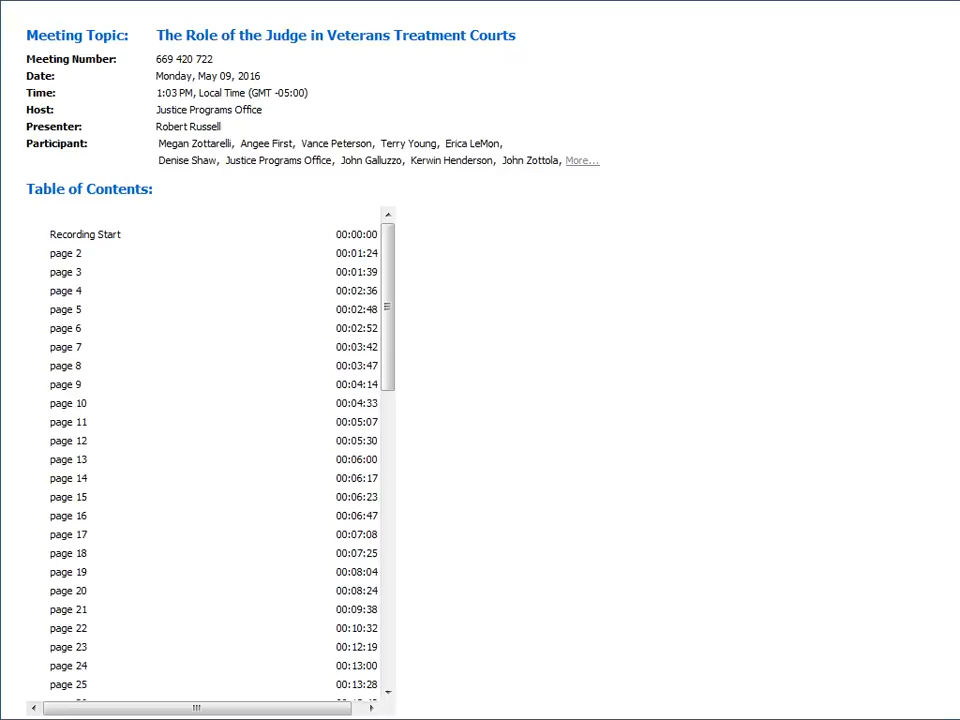 Meeting Topic: The Role of the Judge in Veterans Treatment Courts
Meeting Number: 669 420 722
Date: Monday, May 09, 2016
Time: 1:03 PM, Local Time (GMT -05:00)
Host: Justice Programs Office
Presenter: Robert Russell
Participant: Megan Zottarelli, Angee First, Vance Peterson, Terry Young, Erica LeMon,
Denise Shaw, Justice Programs Office, John Galluzzo, Kerwin Henderson, John Zottola, More...
Table of Contents:
Recording Start 00:00:00
page 2 00:01:24
page 3 00:01:39
page 4 00:02:36
page 5 00:02:48
page 6 00:02:52
page 7 00:03:42
page 8 00:03:47
page 9 00:04:14
page 10 00:04:33
page 11 00:05:07
page 12 00:05:30
page 13 00:06:00
page 14 00:06:17
page 15 00:06:23
page 16 00:06:47
page 17 00:07:08
page 18 00:07:25
page 19 00:08:04
page 20 00:08:24
page 21 00:09:38
page 22 00:10:32
page 23 00:12:19
page 24 00:13:00
page 25 00:13:28